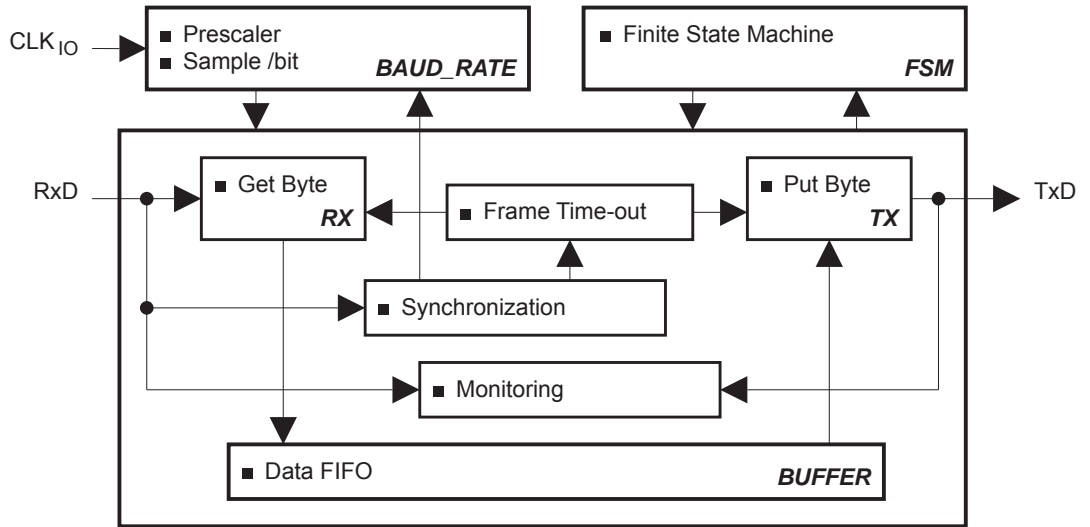 CLK IO
■ Prescaler
■ Sample /bit
BAUD_RATE
■ Finite State Machine
FSM
RxD
■ Get Byte
RX
■ Frame Time-out
■ Put Byte
TX
TxD
■ Synchronization
■ Monitoring
■ Data FIFO
BUFFER